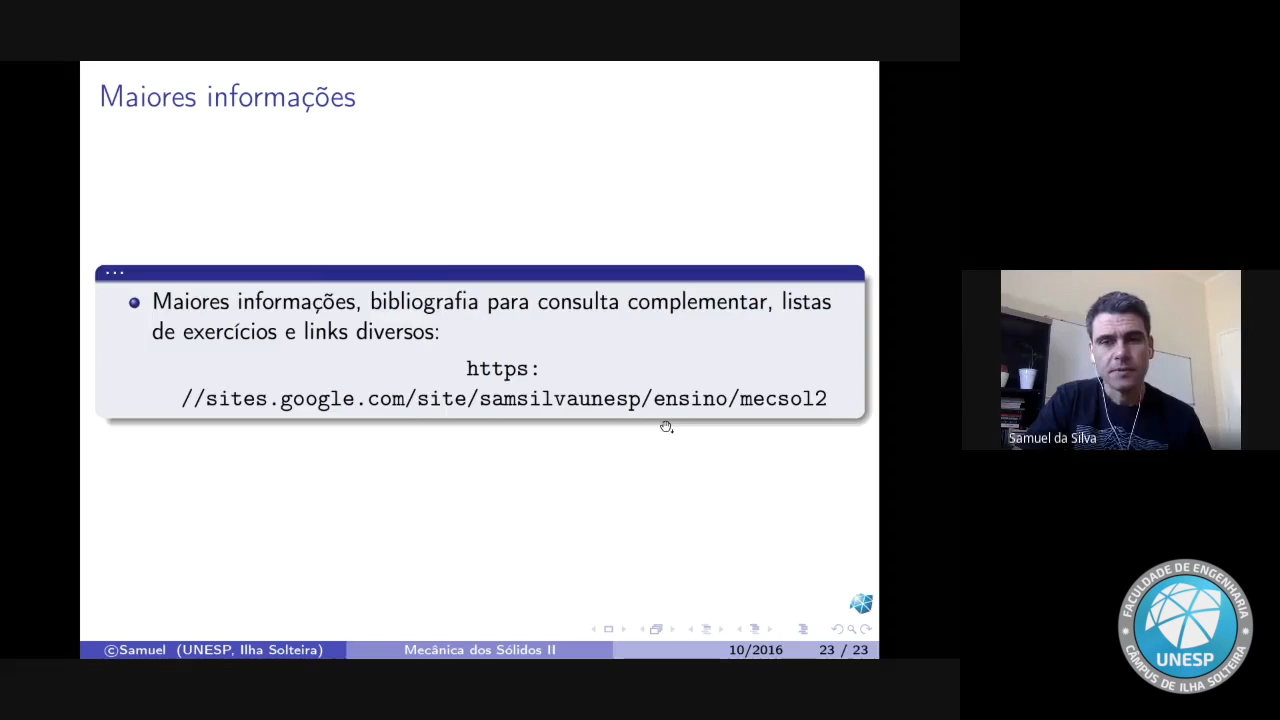 Maiores informações
...
Maiores informações, bibliografia para consulta complementar, listas
de exercícios e links diversos:
https:
//sites.google.com/site/samsilvaunesp/ensino/mecsol2
©Samuel (UNESP, Ilha Solteira)
Mecânica dos Sólidos II
10/2016
23 / 23
Samuel da Silva
FACULDADE DE ENGENHARIA
UNESP
CÂMPUS DE ILHA SOLTEIRA